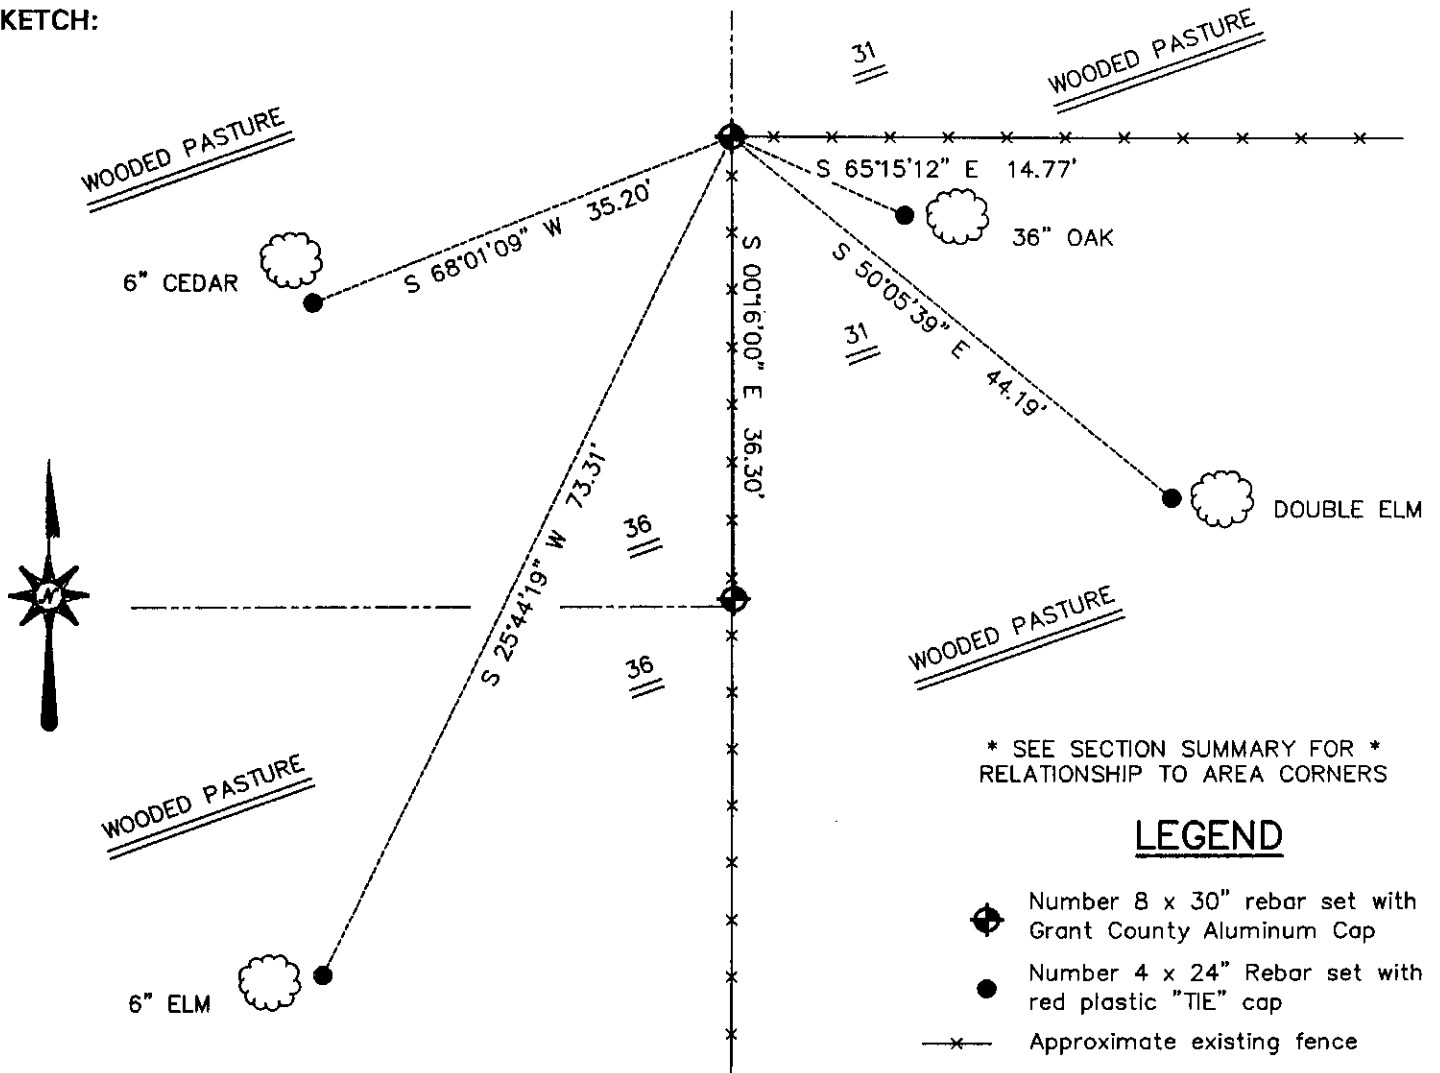 KETCH:
31
WOODED PASTURE
WOODED PASTURE
S 65°15'12" E 14.77'
S 68°01'09" W 35.20'
36" OAK
6" CEDAR
S 00°16'00" E 36.30'
S 50°05'39" E 44.19'
31
S 25°44'19" W 73.31'
DOUBLE ELM
36
N
WOODED PASTURE
36
* SEE SECTION SUMMARY FOR *
RELATIONSHIP TO AREA CORNERS
WOODED PASTURE
LEGEND
Number 8 x 30" rebar set with
Grant County Aluminum Cap
Number 4 x 24" Rebar set with
red plastic "TIE" cap
6" ELM
Approximate existing fence